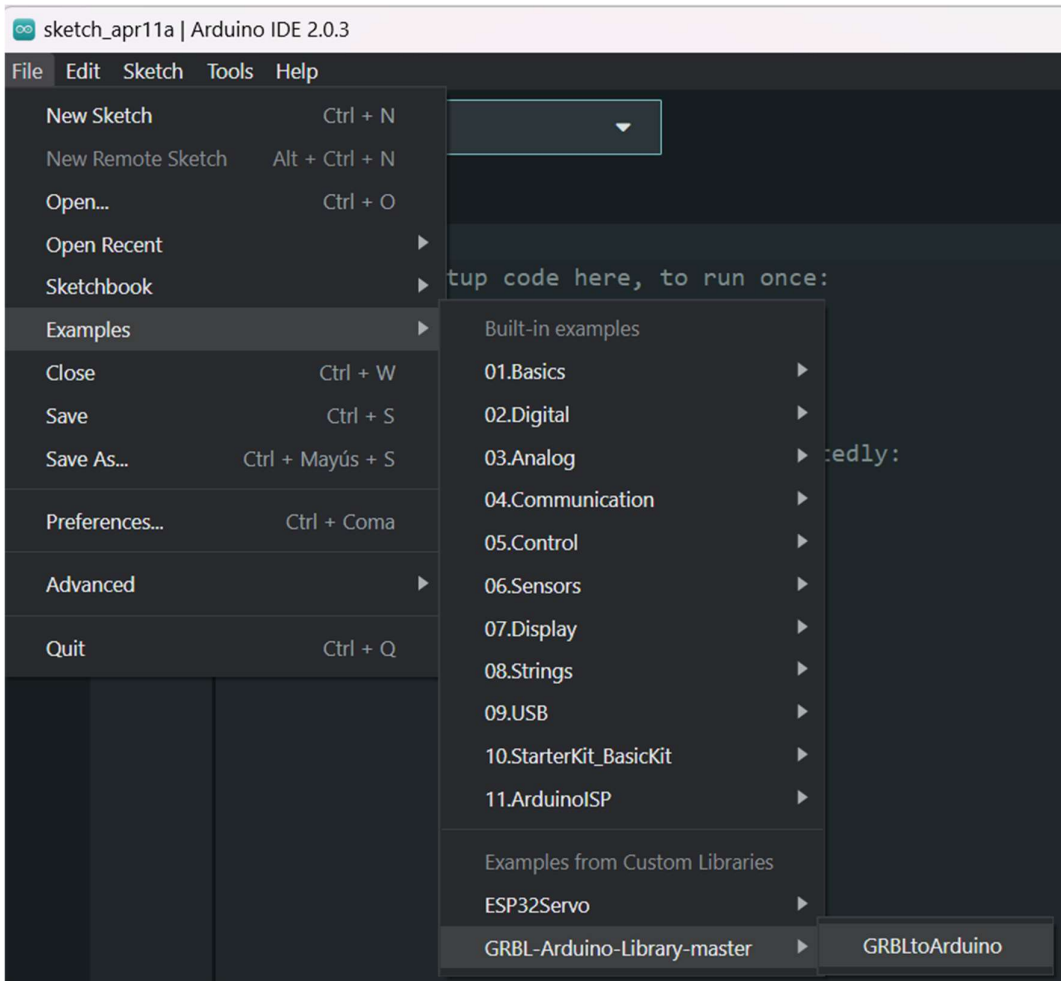 sketch_apr11a | Arduino IDE 2.0.3
File Edit Sketch Tools Help
New Sketch Ctrl + N
New Remote Sketch Alt + Ctrl + N
Open... Ctrl + O
Open Recent
Sketchbook
Examples
Close Ctrl + W
Save Ctrl + S
Save As... Ctrl + Mayús + S
Preferences... Ctrl + Coma
Advanced
Quit Ctrl + Q
tup code here, to run once:
tedly:
Built-in examples
01.Basics
02.Digital
03.Analog
04.Communication
05.Control
06.Sensors
07.Display
08.Strings
09.USB
10.StarterKit_BasicKit
11.ArduinoISP
Examples from Custom Libraries
ESP32Servo
GRBL-Arduino-Library-master
GRBLtoArduino